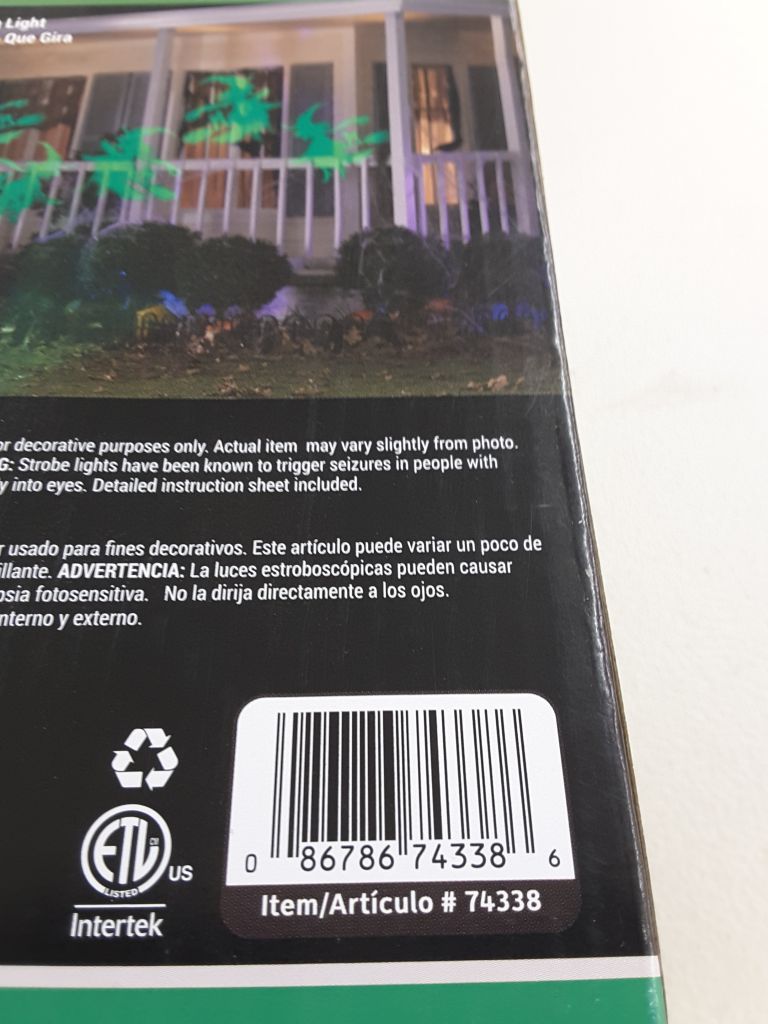 Light
Que Gira
or decorative purposes only. Actual item may vary slightly from photo.
G: Strobe lights have been known to trigger seizures in people with
y into eyes. Detailed instruction sheet included.
r usado para fines decorativos. Este artículo puede variar un poco de
illante. ADVERTENCIA: La luces estroboscópicas pueden causar
psia fotosensitiva. No la dirija directamente a los ojos.
nterno y externo.
ETL
CM
LISTED
US
Intertek
0 86786 74338 6
Item/Artículo # 74338